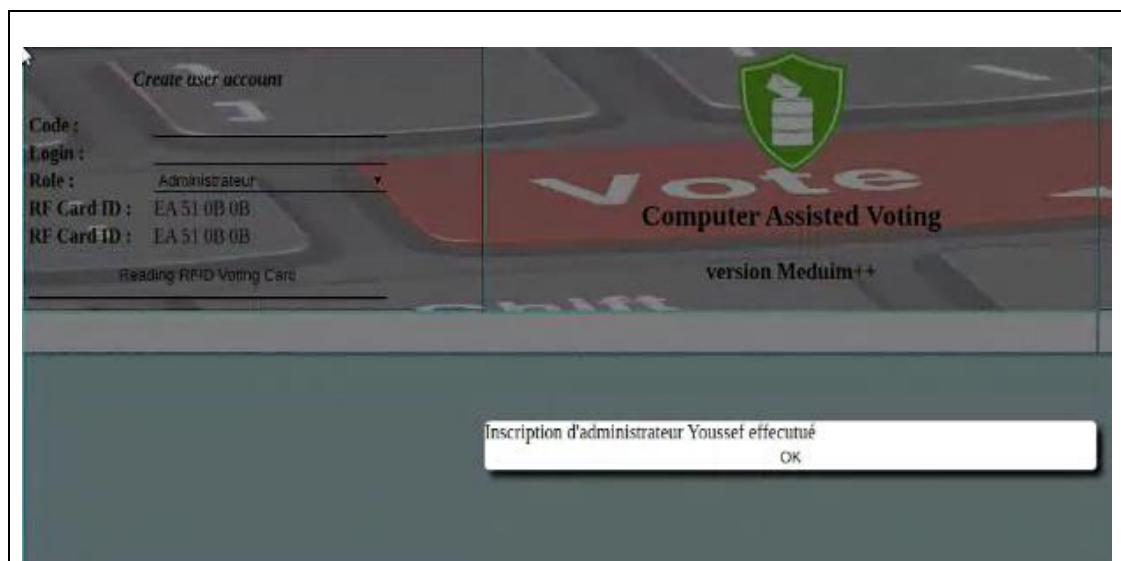 Create user account
Code :
Login :
Role : Administrateur
RF Card ID : EA 51 0B 0B
RF Card ID : EA 51 0B 0B
Reading RFID Voting Card
Vote
Computer Assisted Voting
version Meduim++
Shift
Inscription d'administrateur Youssef effecutué
OK